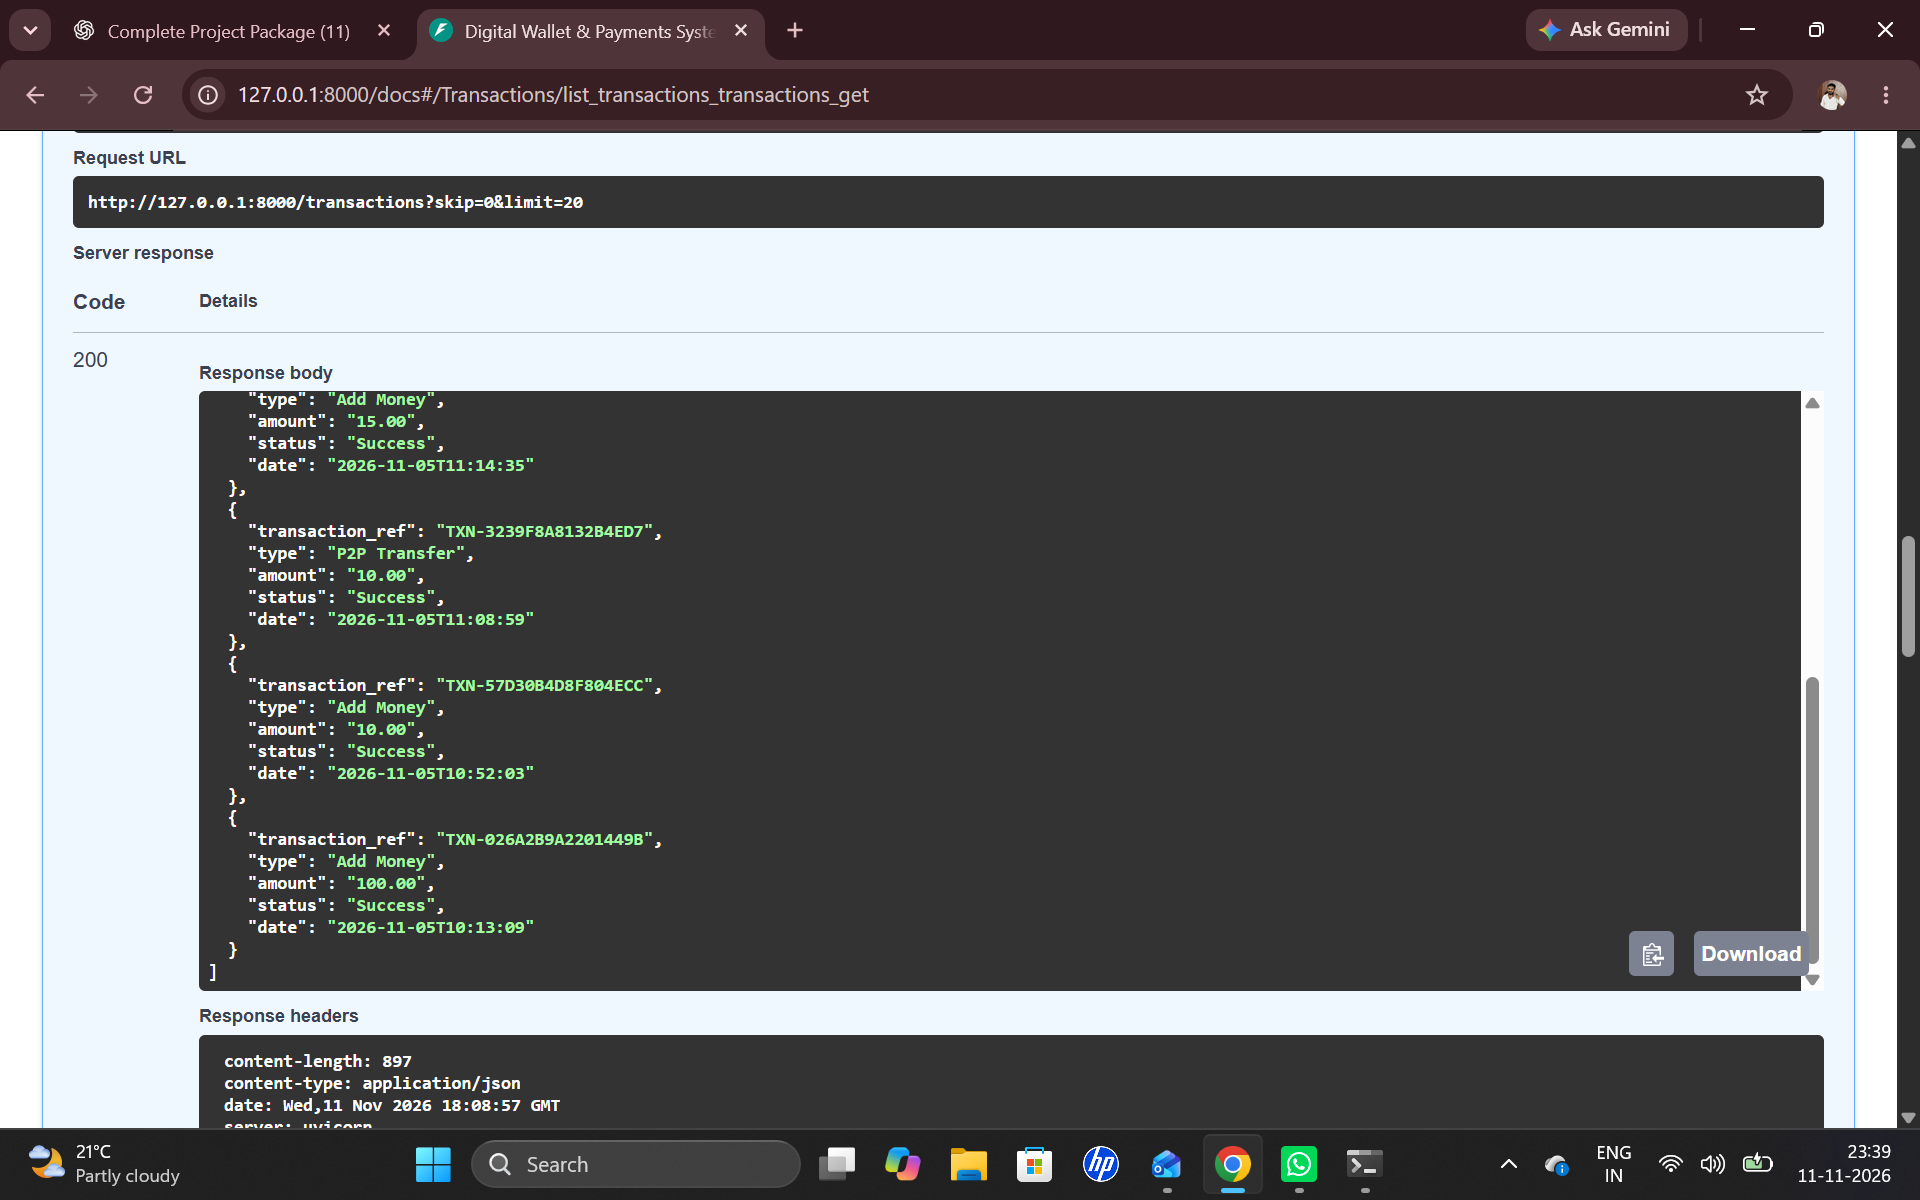 Complete Project Package (11)
Digital Wallet & Payments Syste
Ask Gemini
127.0.0.1:8000/docs#/Transactions/list_transactions_transactions_get
Request URL
http://127.0.0.1:8000/transactions?skip=0&limit=20
Server response
Code
Details
200
Response body
"type": "Add Money",
"amount": "15.00",
"status": "Success",
"date": "2026-11-05T11:14:35"
},
{
"transaction_ref": "TXN-3239F8A8132B4ED7",
"type": "P2P Transfer",
"amount": "10.00",
"status": "Success",
"date": "2026-11-05T11:08:59"
},
{
"transaction_ref": "TXN-57D30B4D8F804ECC",
"type": "Add Money",
"amount": "10.00",
"status": "Success",
"date": "2026-11-05T10:52:03"
},
{
"transaction_ref": "TXN-026A2B9A2201449B",
"type": "Add Money",
"amount": "100.00",
"status": "Success",
"date": "2026-11-05T10:13:09"
}
]
Download
Response headers
content-length: 897
content-type: application/json
date: Wed,11 Nov 2026 18:08:57 GMT
server: uvicorn
21°C
Partly cloudy
Search
hp
ENG
IN
23:39
11-11-2026